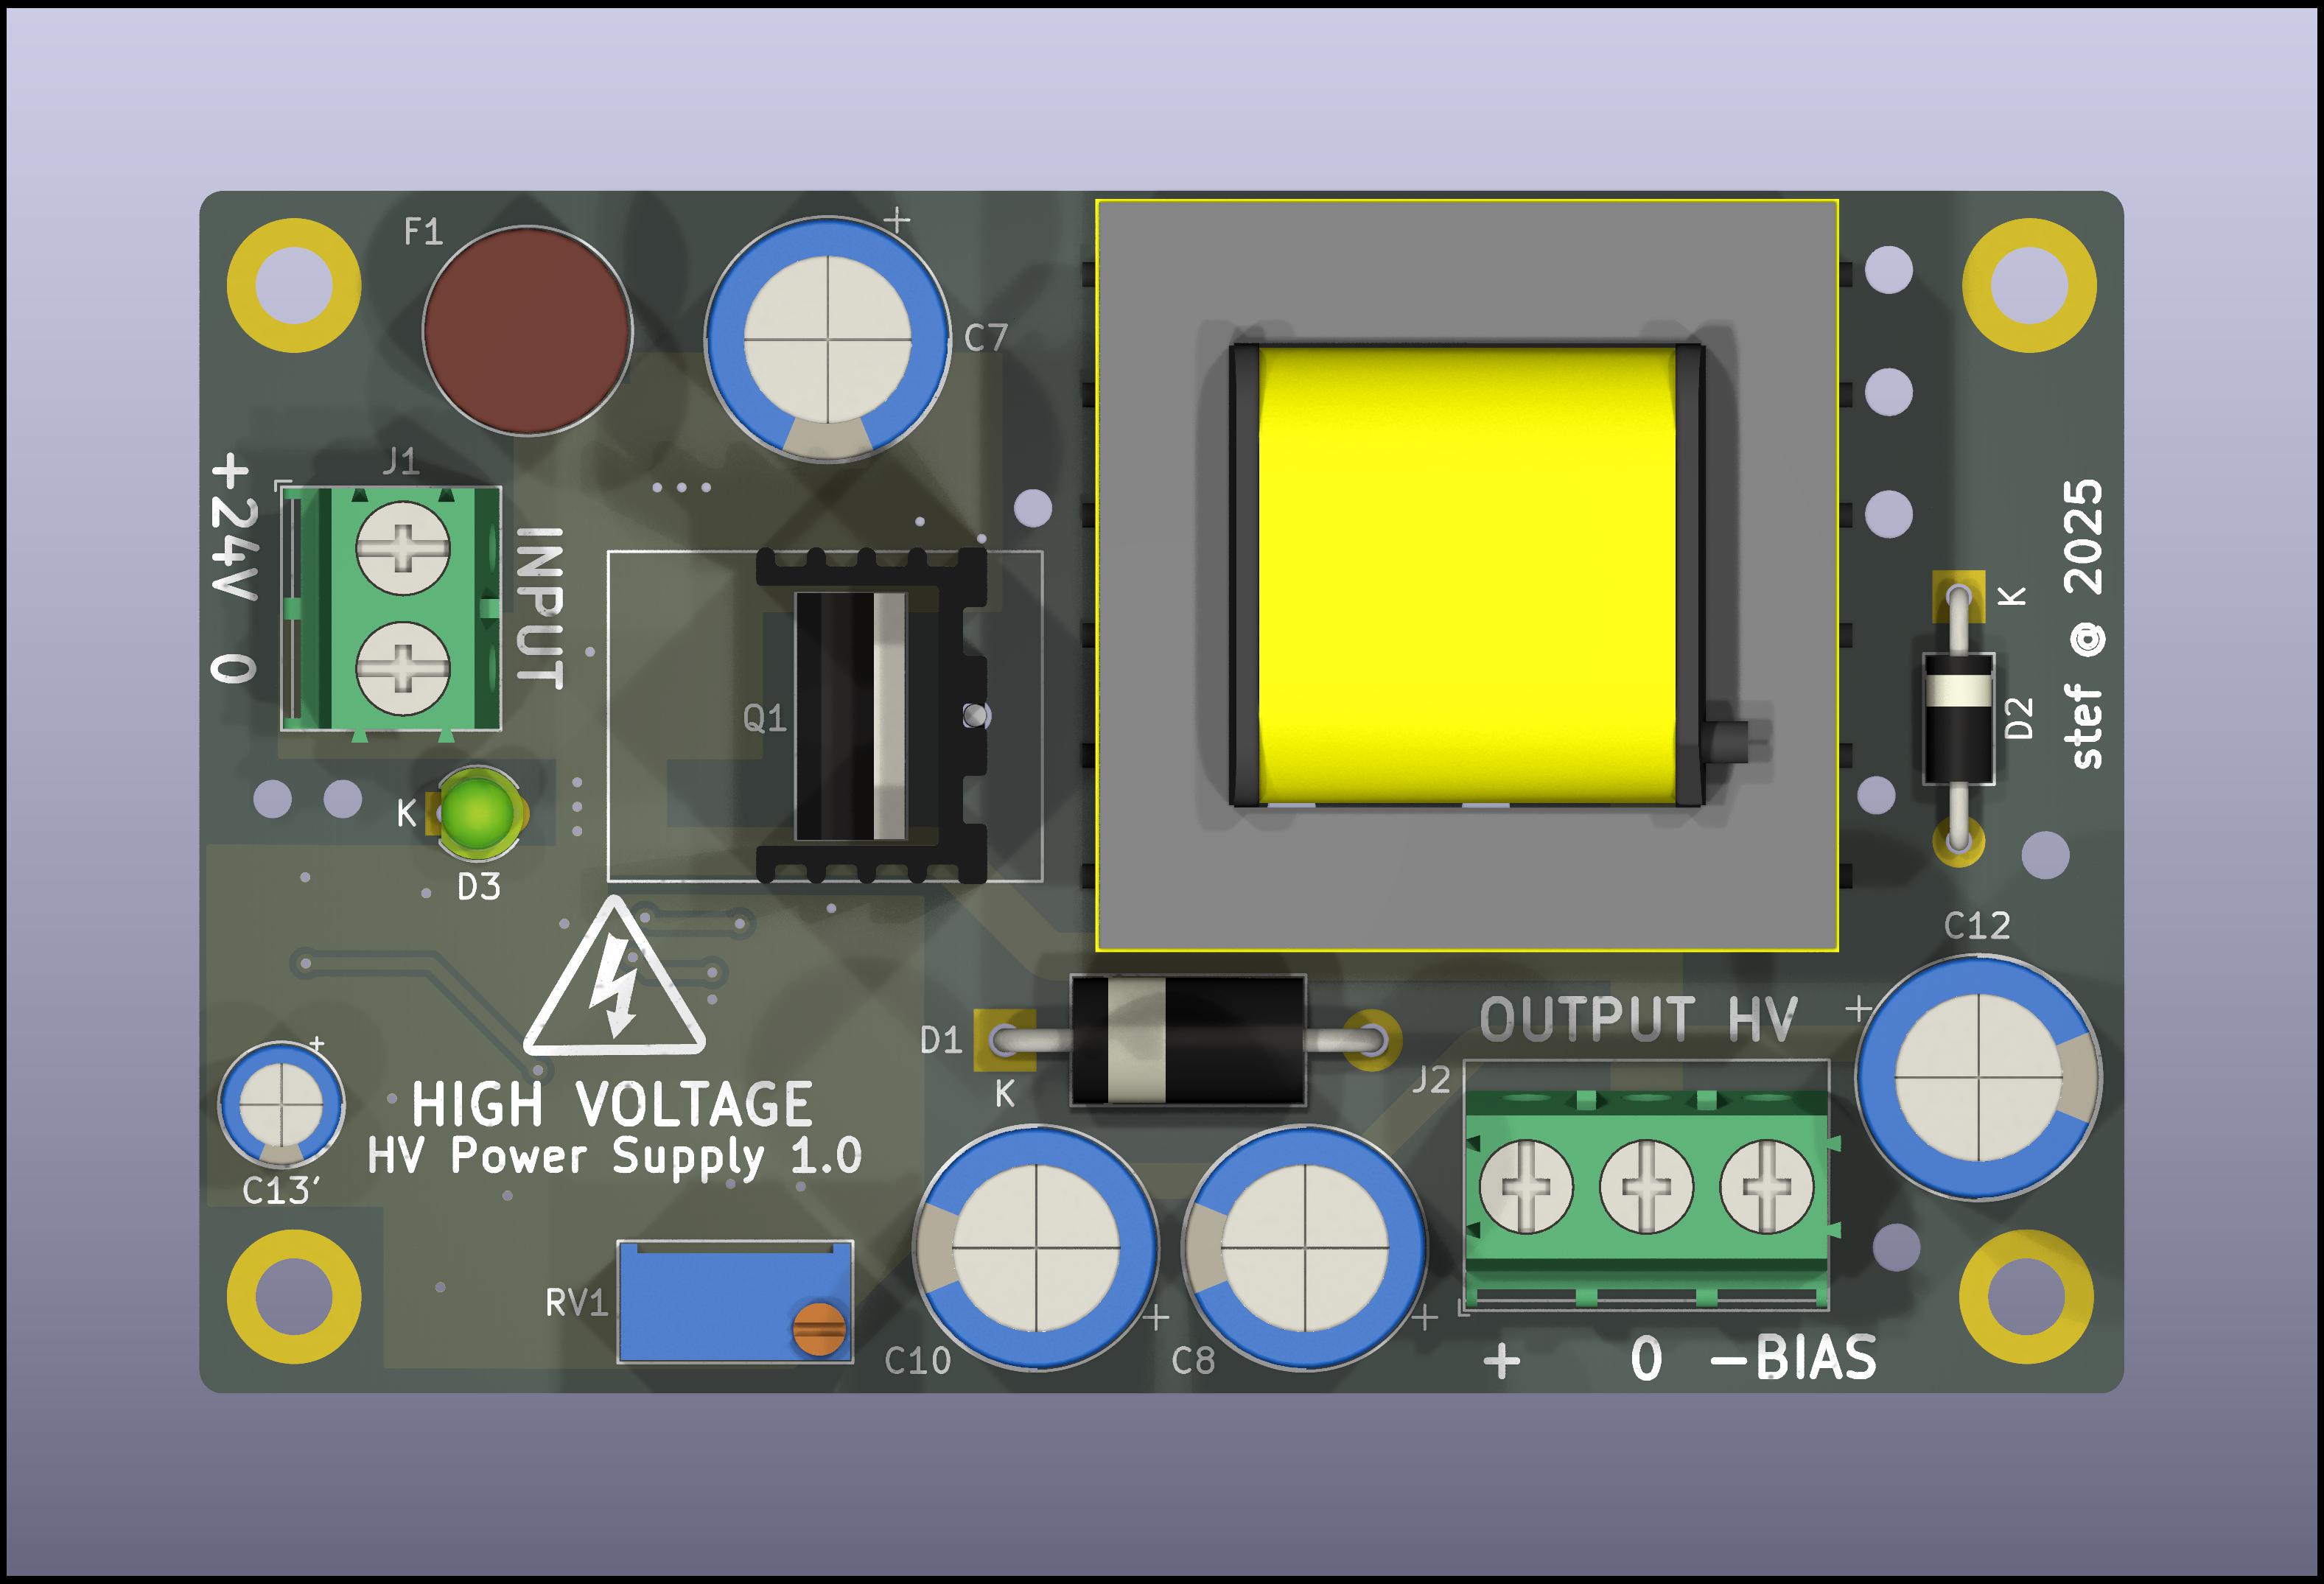 F1
+
C7
J1
+24V 0
INPUT
Q1
K
D2
stef @ 2025
K
D3
C12
+
OUTPUT HV
D1
K
J2
+
HIGH VOLTAGE
HV Power Supply 1.0
C13'
RV1
+
+
C10
C8
+ 0 -BIAS